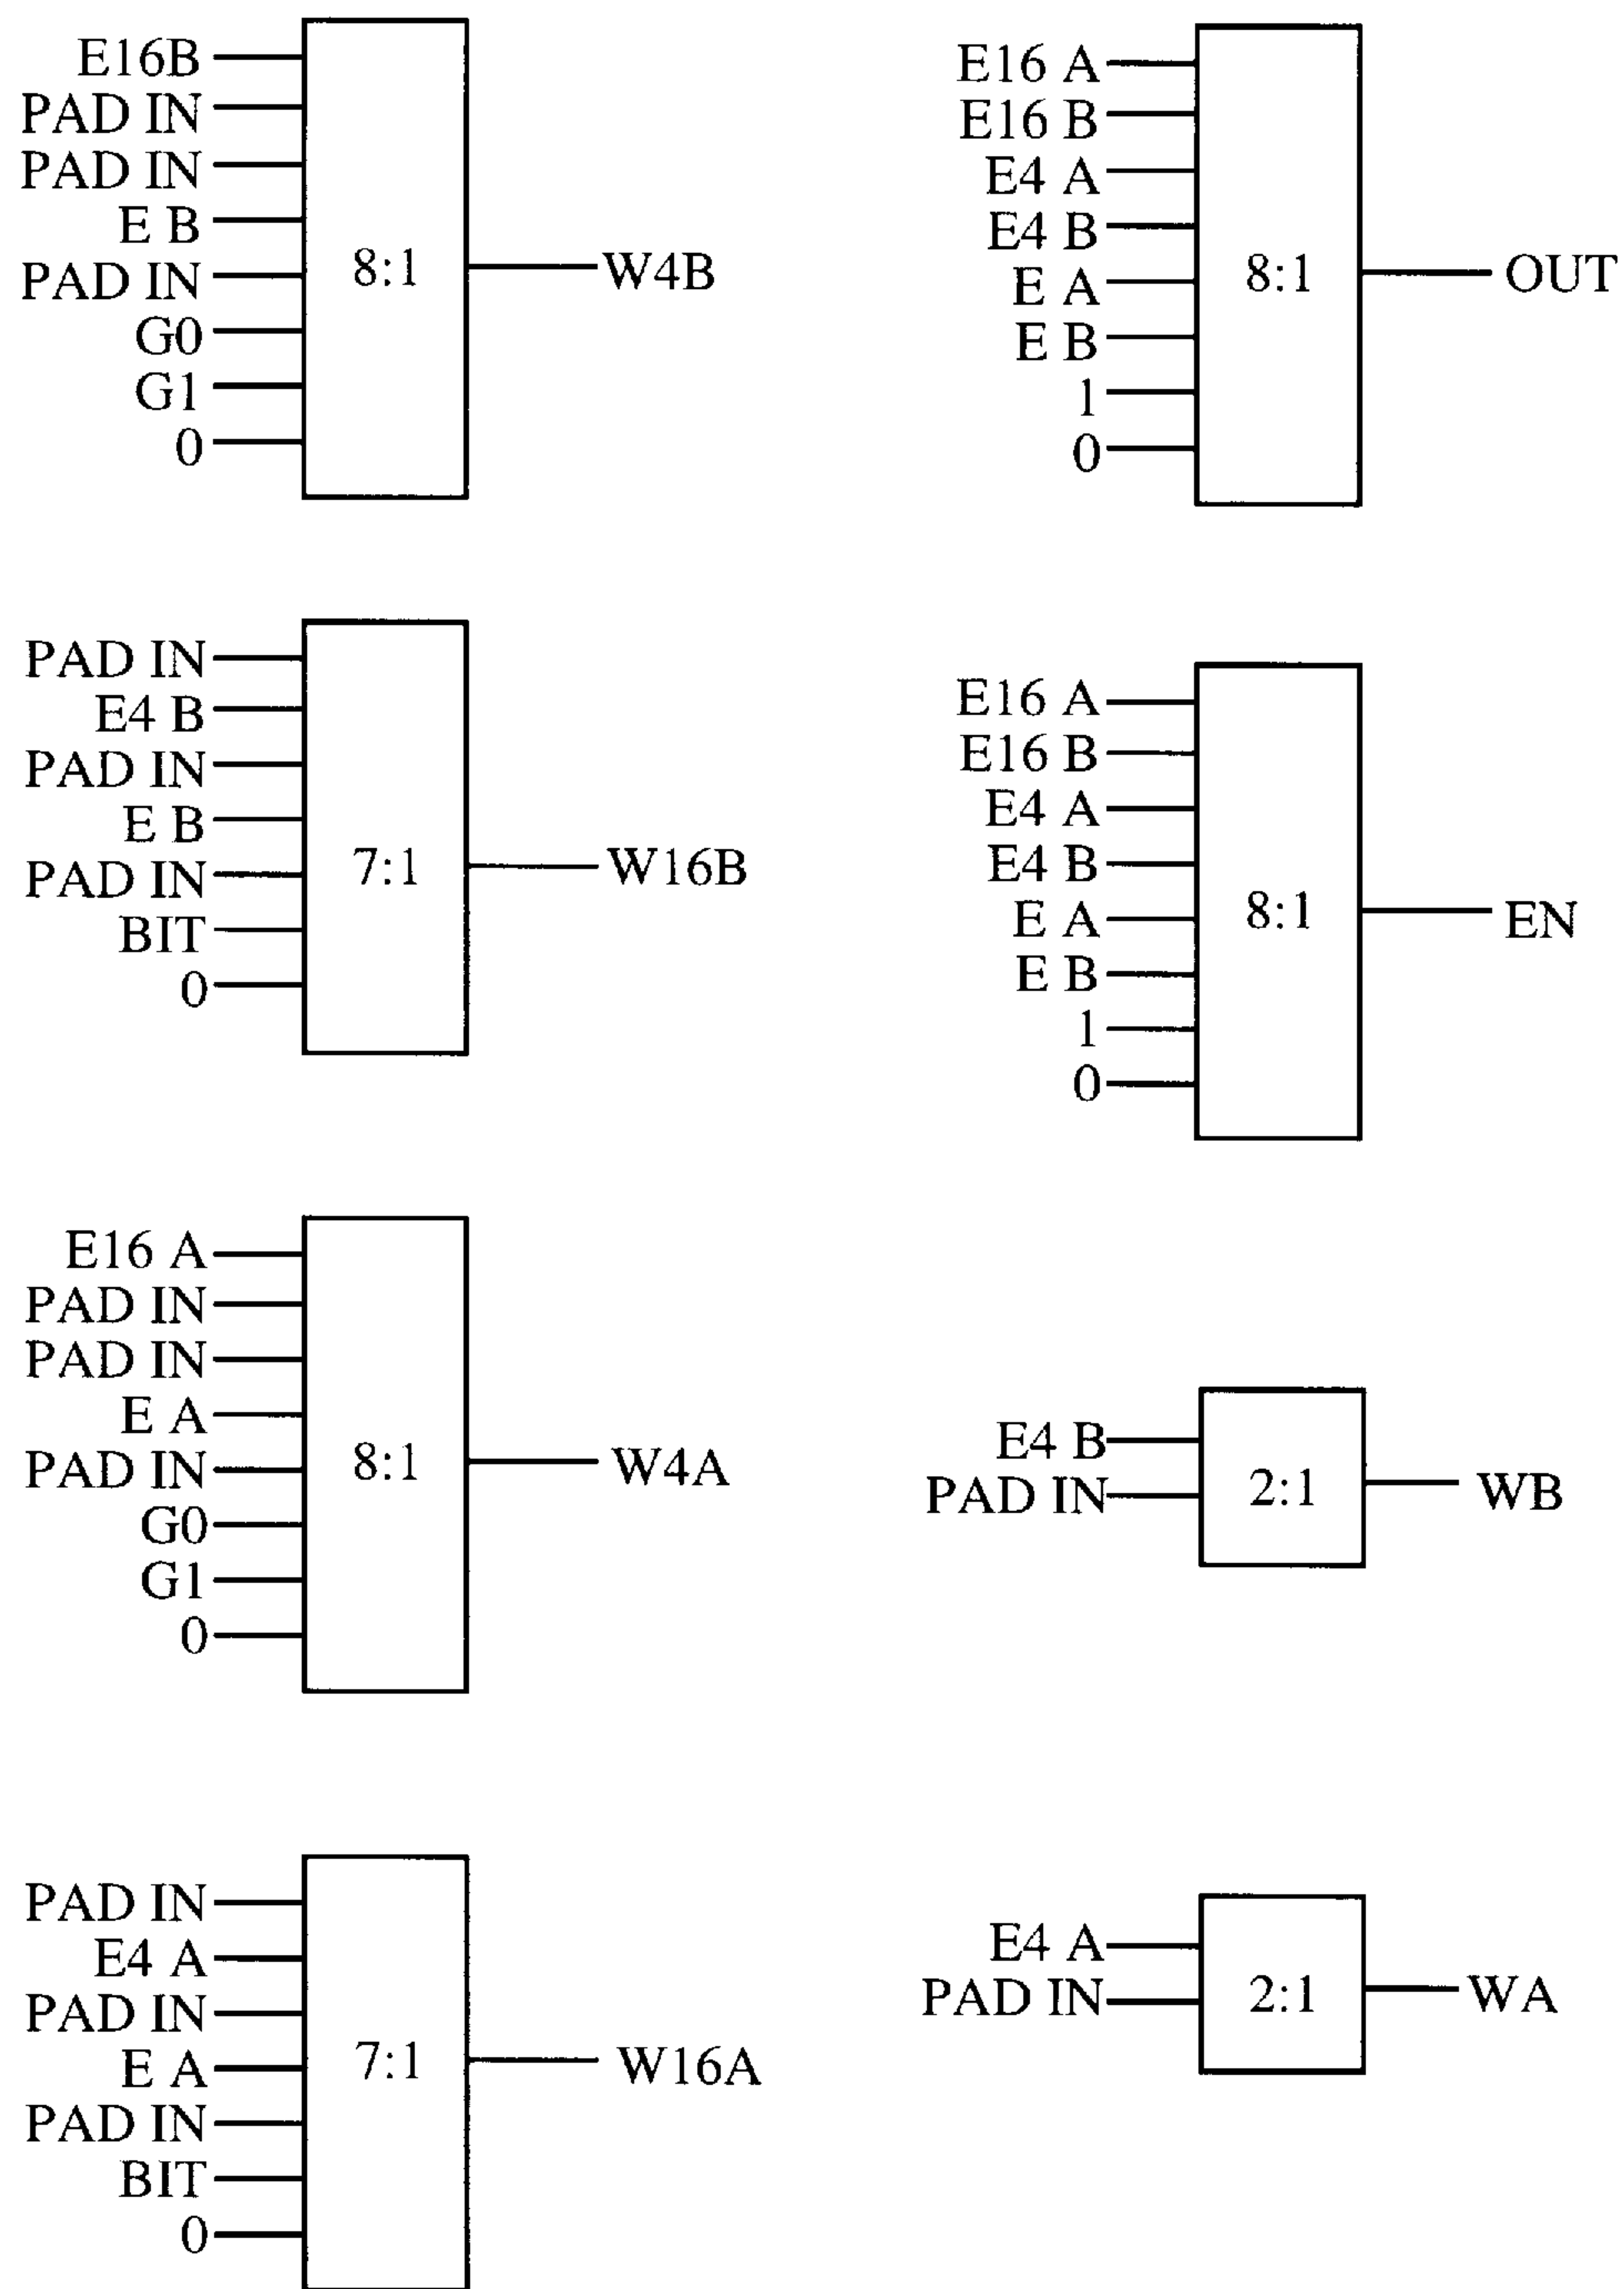 E16B
PAD IN
PAD IN
E B
PAD IN
G0
G1
0
8:1
W4B
E16 A
E16 B
E4 A
E4 B
E A
E B
1
0
8:1
OUT
PAD IN
E4 B
PAD IN
E B
PAD IN
BIT
0
7:1
W16B
E16 A
E16 B
E4 A
E4 B
E A
E B
1
0
8:1
EN
E16 A
PAD IN
PAD IN
E A
PAD IN
G0
G1
0
8:1
W4A
E4 B
PAD IN
2:1
WB
PAD IN
E4 A
PAD IN
E A
PAD IN
BIT
0
7:1
W16A
E4 A
PAD IN
2:1
WA